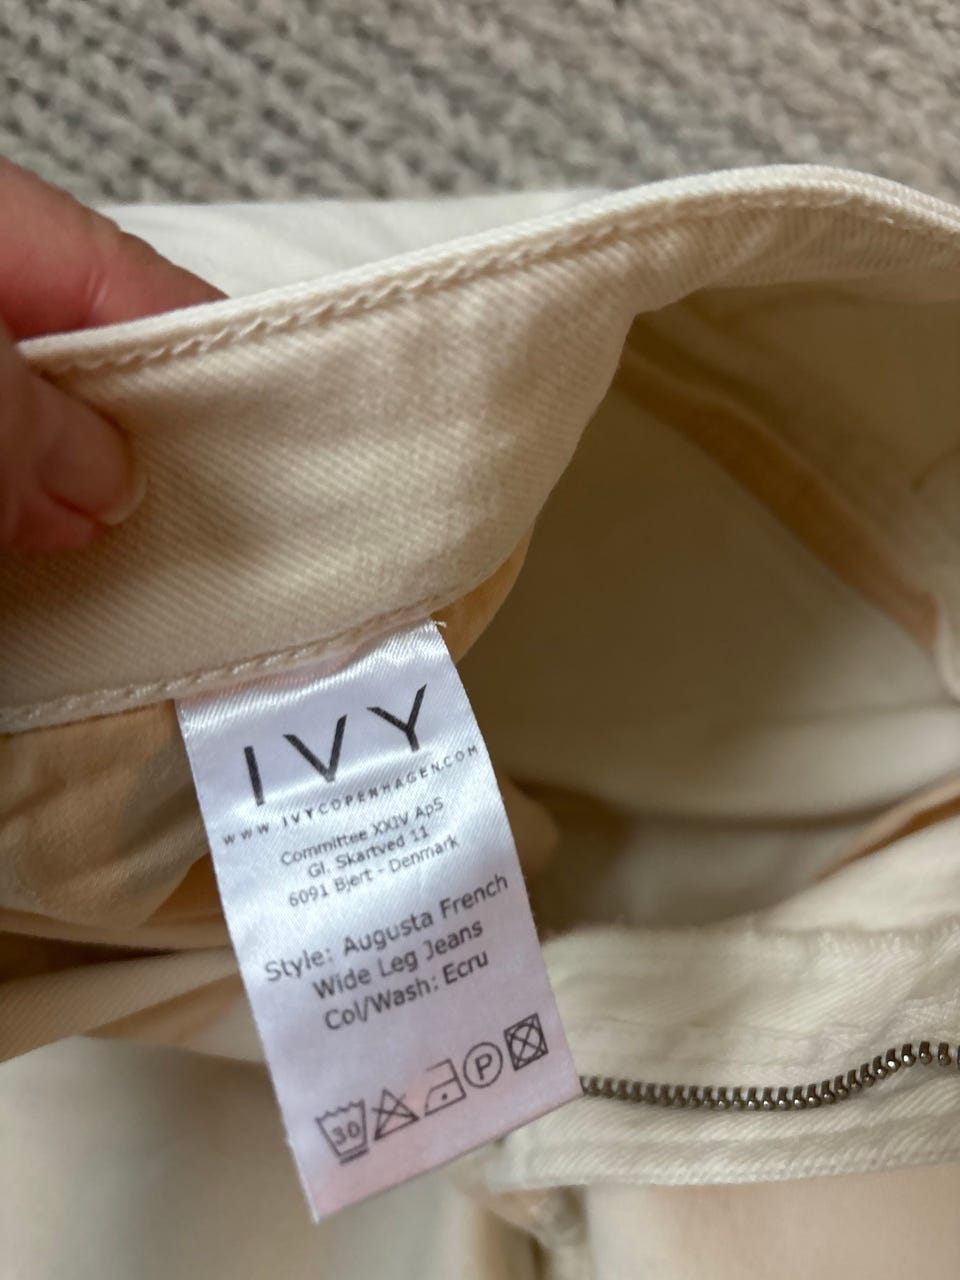 IVY
WWW.IVYCOPENHAGEN.COM
Committee XXIV ApS
Gl. Skartved 11
6091 Bjert - Denmark
Style: Augusta French
Wide Leg Jeans
Col/Wash: Ecru
30 P